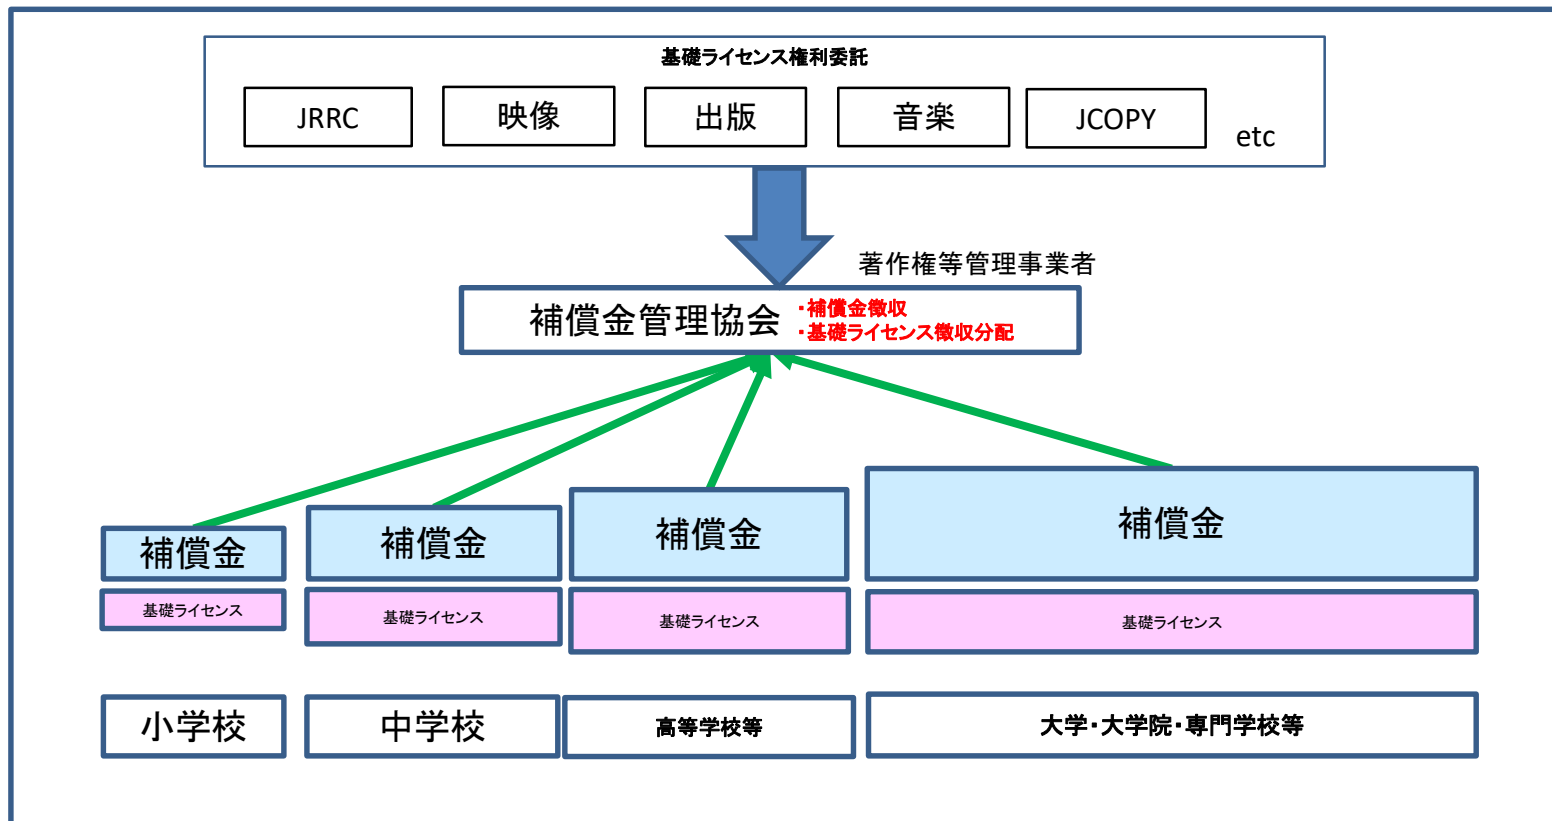 基礎ライセンス権利委託
JRRC
映像
出版
音楽
JCOPY
etc
著作権等管理事業者
補償金管理協会
・補償金徴収
・基礎ライセンス徴収分配
補償金
補償金
補償金
補償金
基礎ライセンス
基礎ライセンス
基礎ライセンス
基礎ライセンス
小学校
中学校
高等学校等
大学・大学院・専門学校等